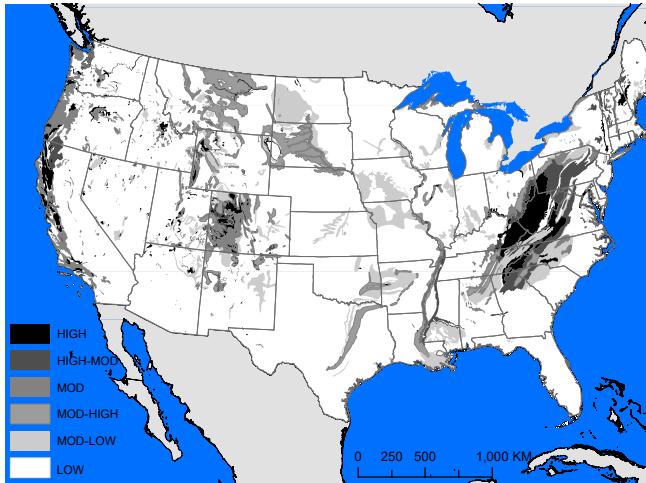 HIGH
HIGH-MOD
MOD
MOD-HIGH
MOD-LOW
LOW
0 250 500 1,000 KM